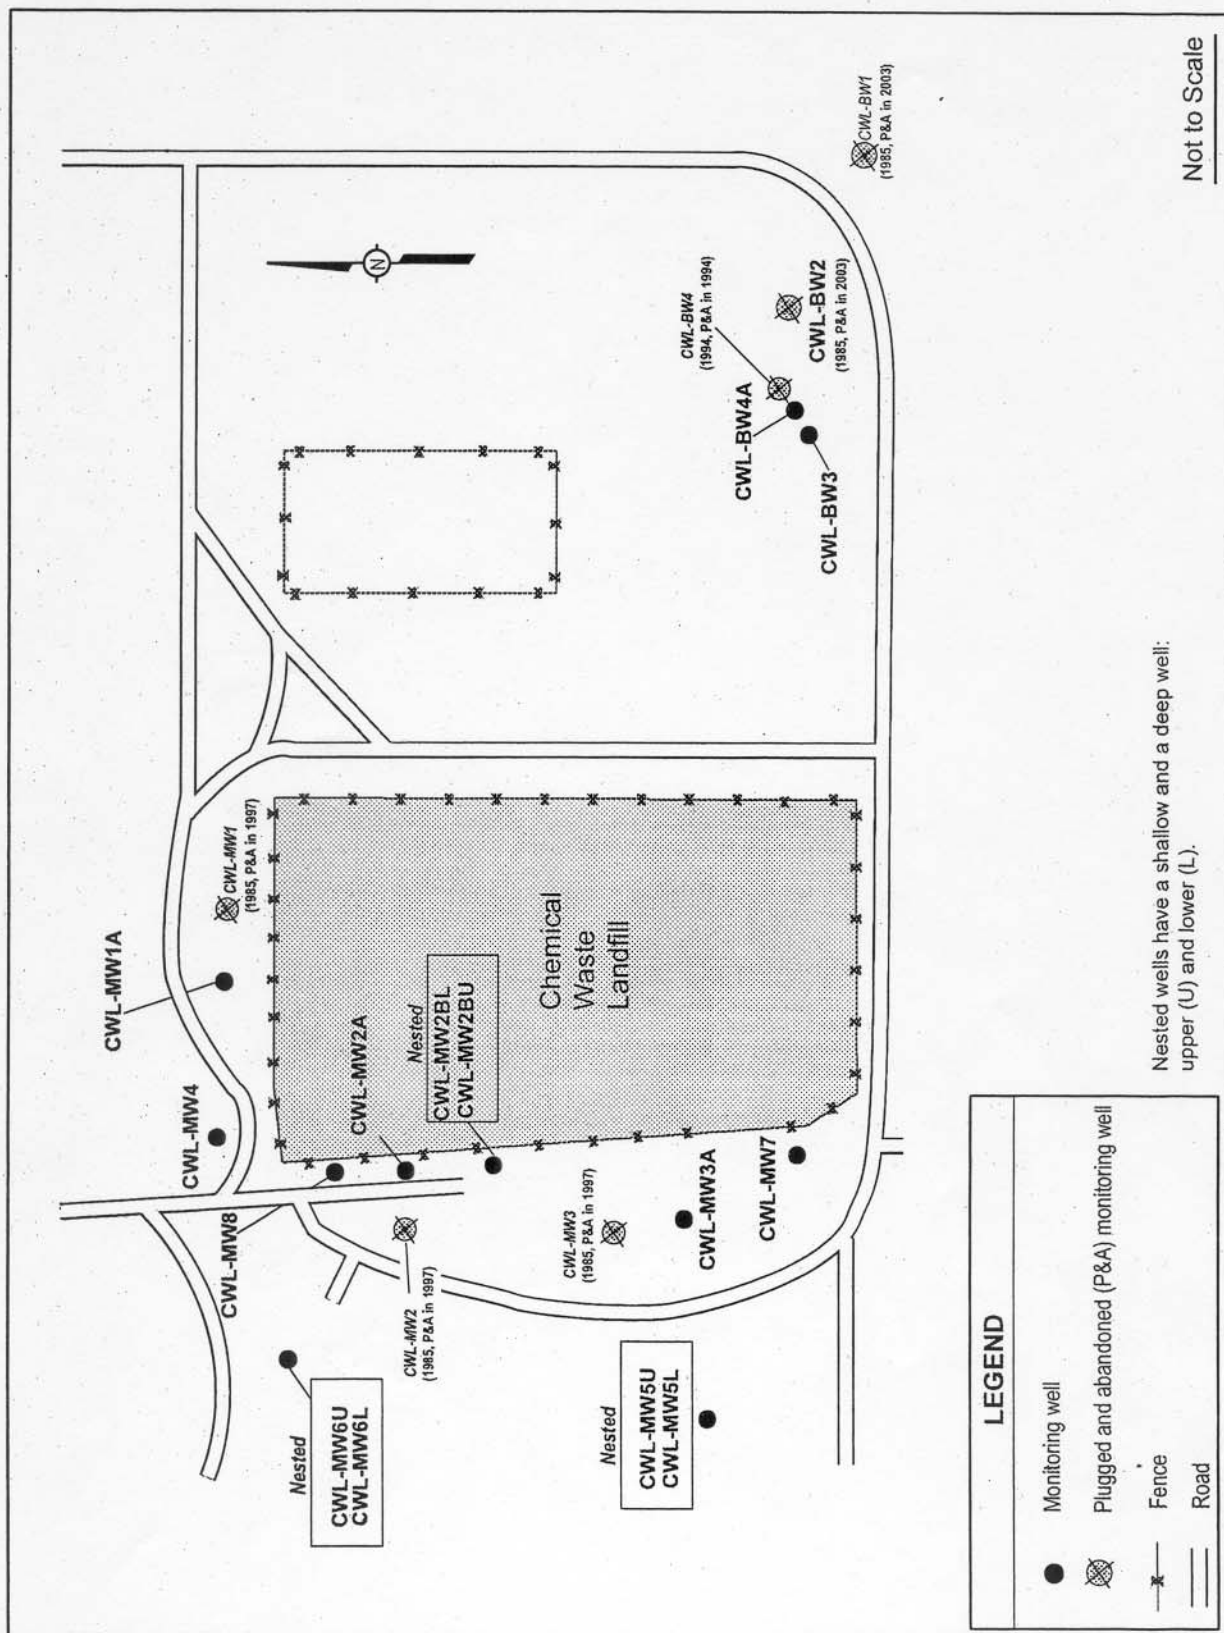 CWL-MW6U
CWL-MW6L
Nested
CWL-MW8
CWL-MW4
CWL-MW1A
CWL-MW1
(1985, P&A in 1997)
N
CWL-MW2
(1985, P&A in 1997)
CWL-MW2A
Nested
CWL-MW2BL
CWL-MW2BU
Chemical
Waste
Landfill
Nested
CWL-MW5U
CWL-MW5L
CWL-MW3
(1985, P&A in 1997)
CWL-MW3A
CWL-MW7
CWL-BW4
(1994, P&A in 1994)
CWL-BW4A
CWL-BW3
CWL-BW2
(1985, P&A in 2003)
CWL-BW1
(1985, P&A in 2003)
LEGEND
Monitoring well
Plugged and abandoned (P&A) monitoring well
Fence
Road
Nested wells have a shallow and a deep well:
upper (U) and lower (L).
Not to Scale